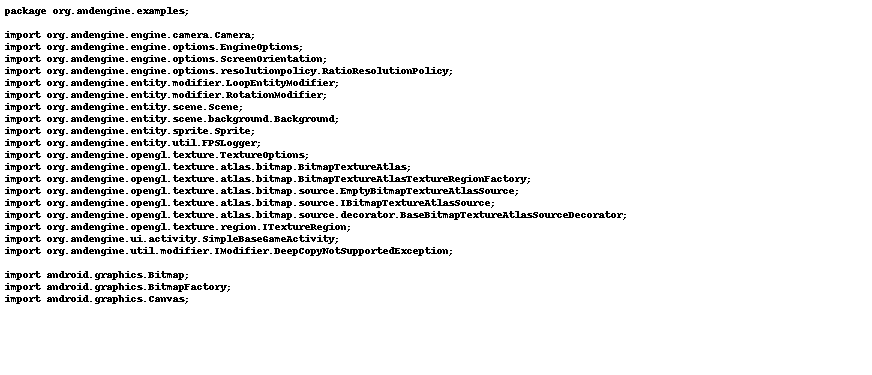 package org.andengine.examples;
import org.andengine.engine.camera.Camera;
import org.andengine.engine.options.EngineOptions;
import org.andengine.engine.options.ScreenOrientation;
import org.andengine.engine.options.resolutionpolicy.RatioResolutionPolicy;
import org.andengine.entity.modifier.LoopEntityModifier;
import org.andengine.entity.modifier.RotationModifier;
import org.andengine.entity.scene.Scene;
import org.andengine.entity.scene.background.Background;
import org.andengine.entity.sprite.Sprite;
import org.andengine.entity.util.FPSLogger;
import org.andengine.opengl.texture.TextureOptions;
import org.andengine.opengl.texture.atlas.bitmap.BitmapTextureAtlas;
import org.andengine.opengl.texture.atlas.bitmap.BitmapTextureAtlasTextureRegionFactory;
import org.andengine.opengl.texture.atlas.bitmap.source.EmptyBitmapTextureAtlasSource;
import org.andengine.opengl.texture.atlas.bitmap.source.IBitmapTextureAtlasSource;
import org.andengine.opengl.texture.atlas.bitmap.source.decorator.BaseBitmapTextureAtlasSourceDecorator;
import org.andengine.opengl.texture.region.ITextureRegion;
import org.andengine.ui.activity.SimpleBaseGameActivity;
import org.andengine.util.modifier.IModifier.DeepCopyNotSupportedException;
import android.graphics.Bitmap;
import android.graphics.BitmapFactory;
import android.graphics.Canvas;